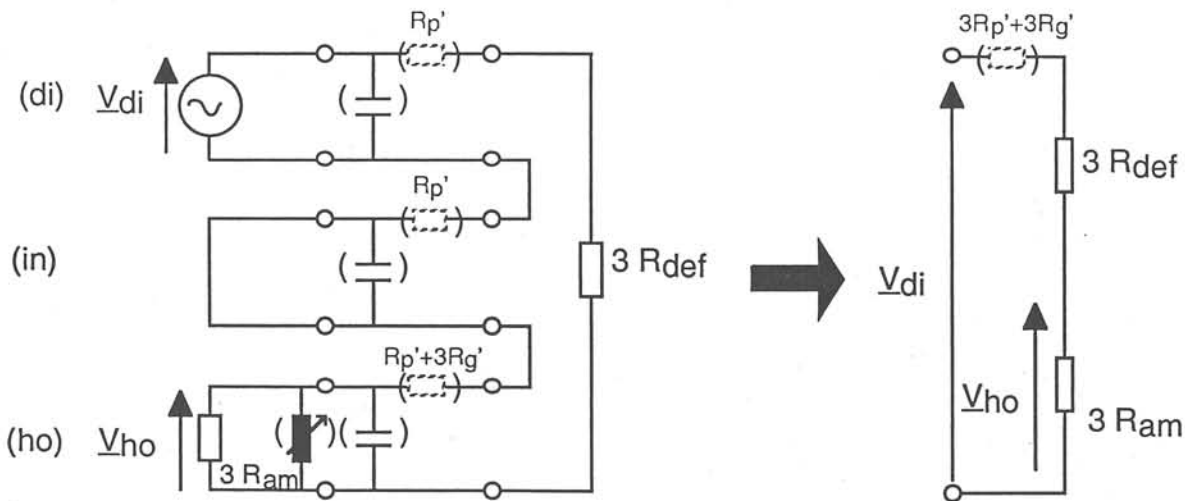 Rp'
(di) Vdi
Rp'
(in)
3 Rdef
Rp'+3Rg'
(ho) Vho
3 Ram
3Rp'+3Rg'
3 Rdef
Vdi
Vho
3 Ram